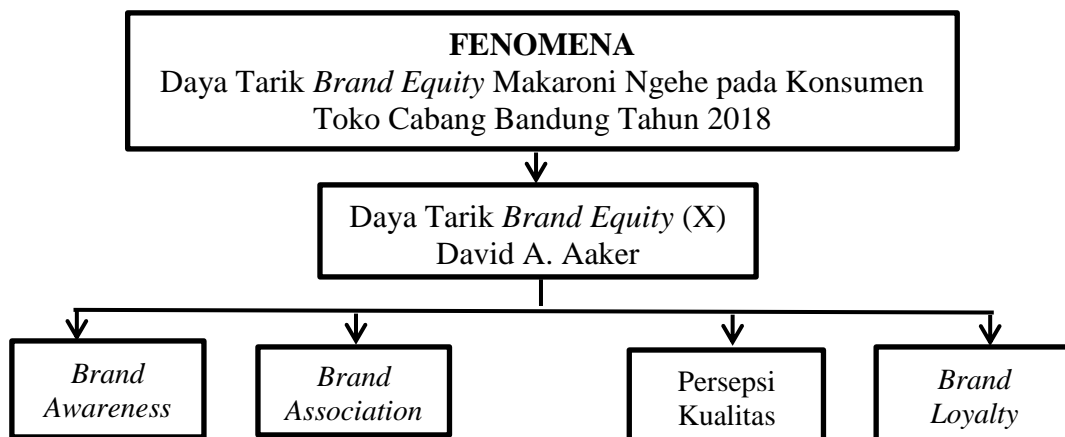 FENOMENA
Daya Tarik Brand Equity Makaroni Ngehe pada Konsumen
Toko Cabang Bandung Tahun 2018
Daya Tarik Brand Equity (X)
David A. Aaker
Brand
Awareness
Brand
Association
Persepsi
Kualitas
Brand
Loyalty